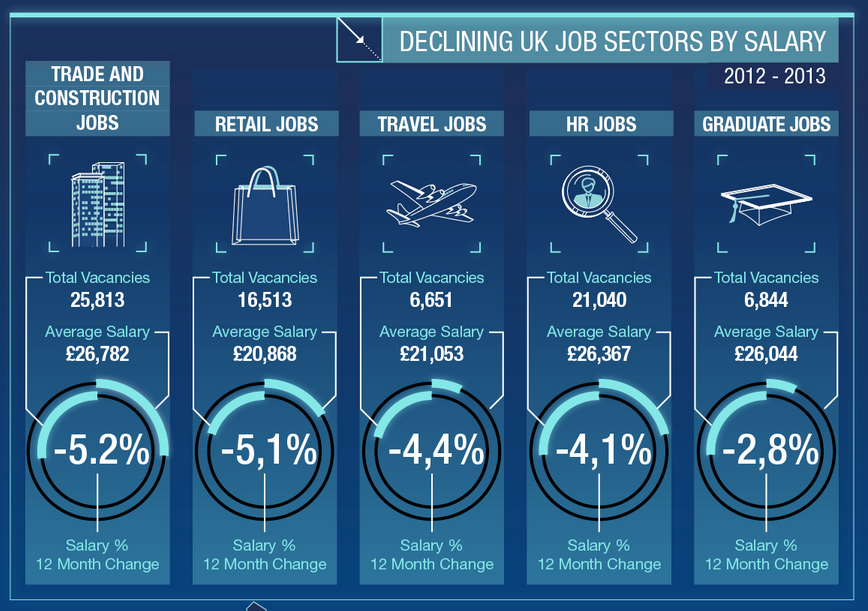 DECLINING UK JOB SECTORS BY SALARY
2012 - 2013
TRADE AND
CONSTRUCTION
JOBS
Total Vacancies
25,813
Average Salary
£26,782
-5.2%
Salary %
12 Month Change
RETAIL JOBS
Total Vacancies
16,513
Average Salary
£20,868
-5,1%
Salary %
12 Month Change
TRAVEL JOBS
Total Vacancies
6,651
Average Salary
£21,053
-4,4%
Salary %
12 Month Change
HR JOBS
Total Vacancies
21,040
Average Salary
£26,367
-4,1%
Salary %
12 Month Change
GRADUATE JOBS
Total Vacancies
6,844
Average Salary
£26,044
-2,8%
Salary %
12 Month Change